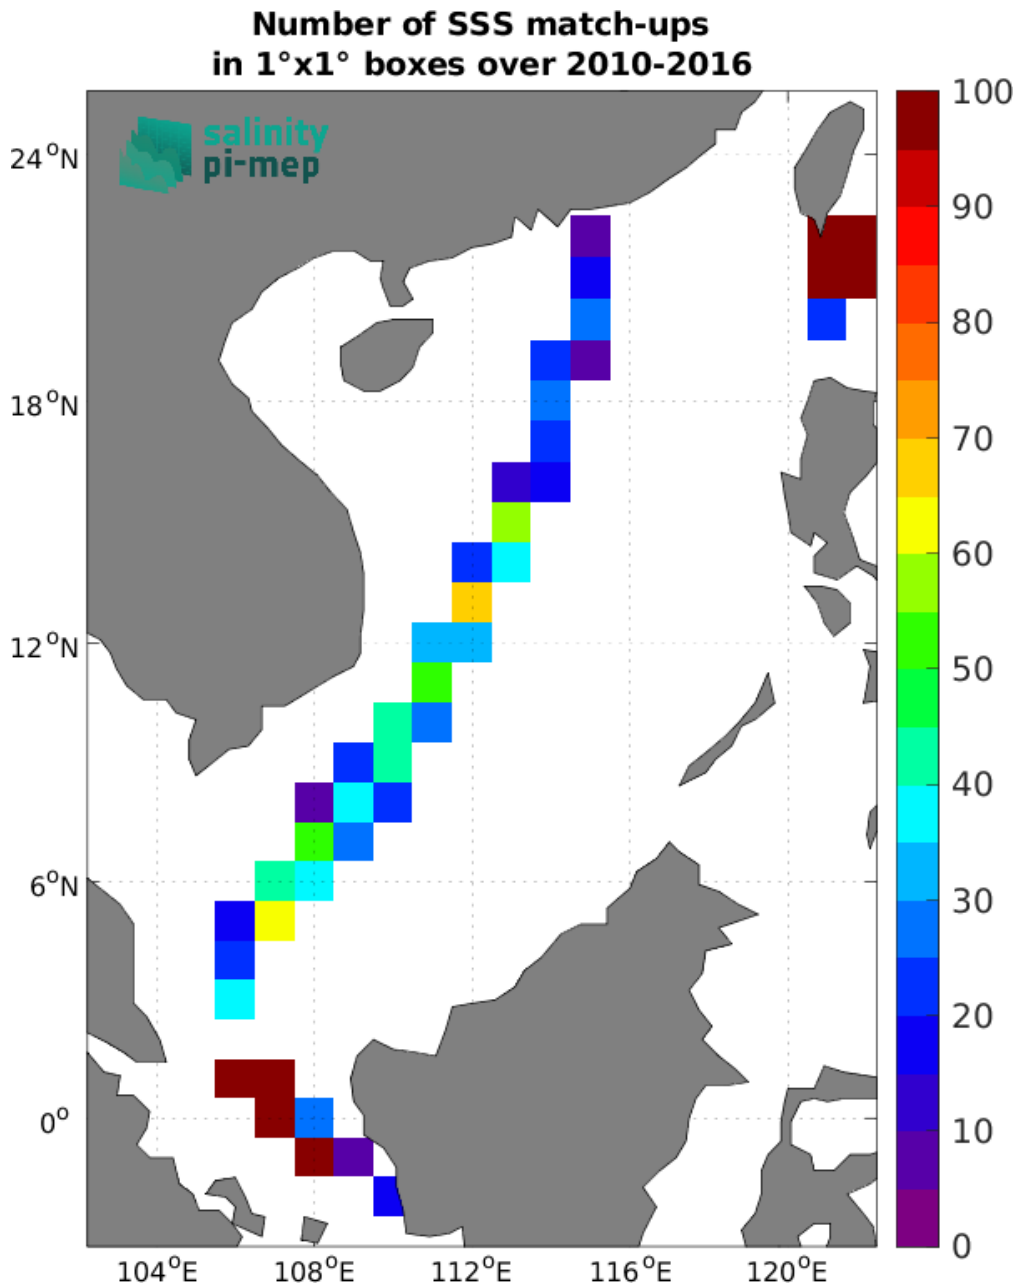 Number of SSS match-ups
in 1°x1° boxes over 2010-2016
salinity
pi-mep
24°N
18°N
12°N
6°N
0°
104°E 108°E 112°E 116°E 120°E
100
90
80
70
60
50
40
30
20
10
0